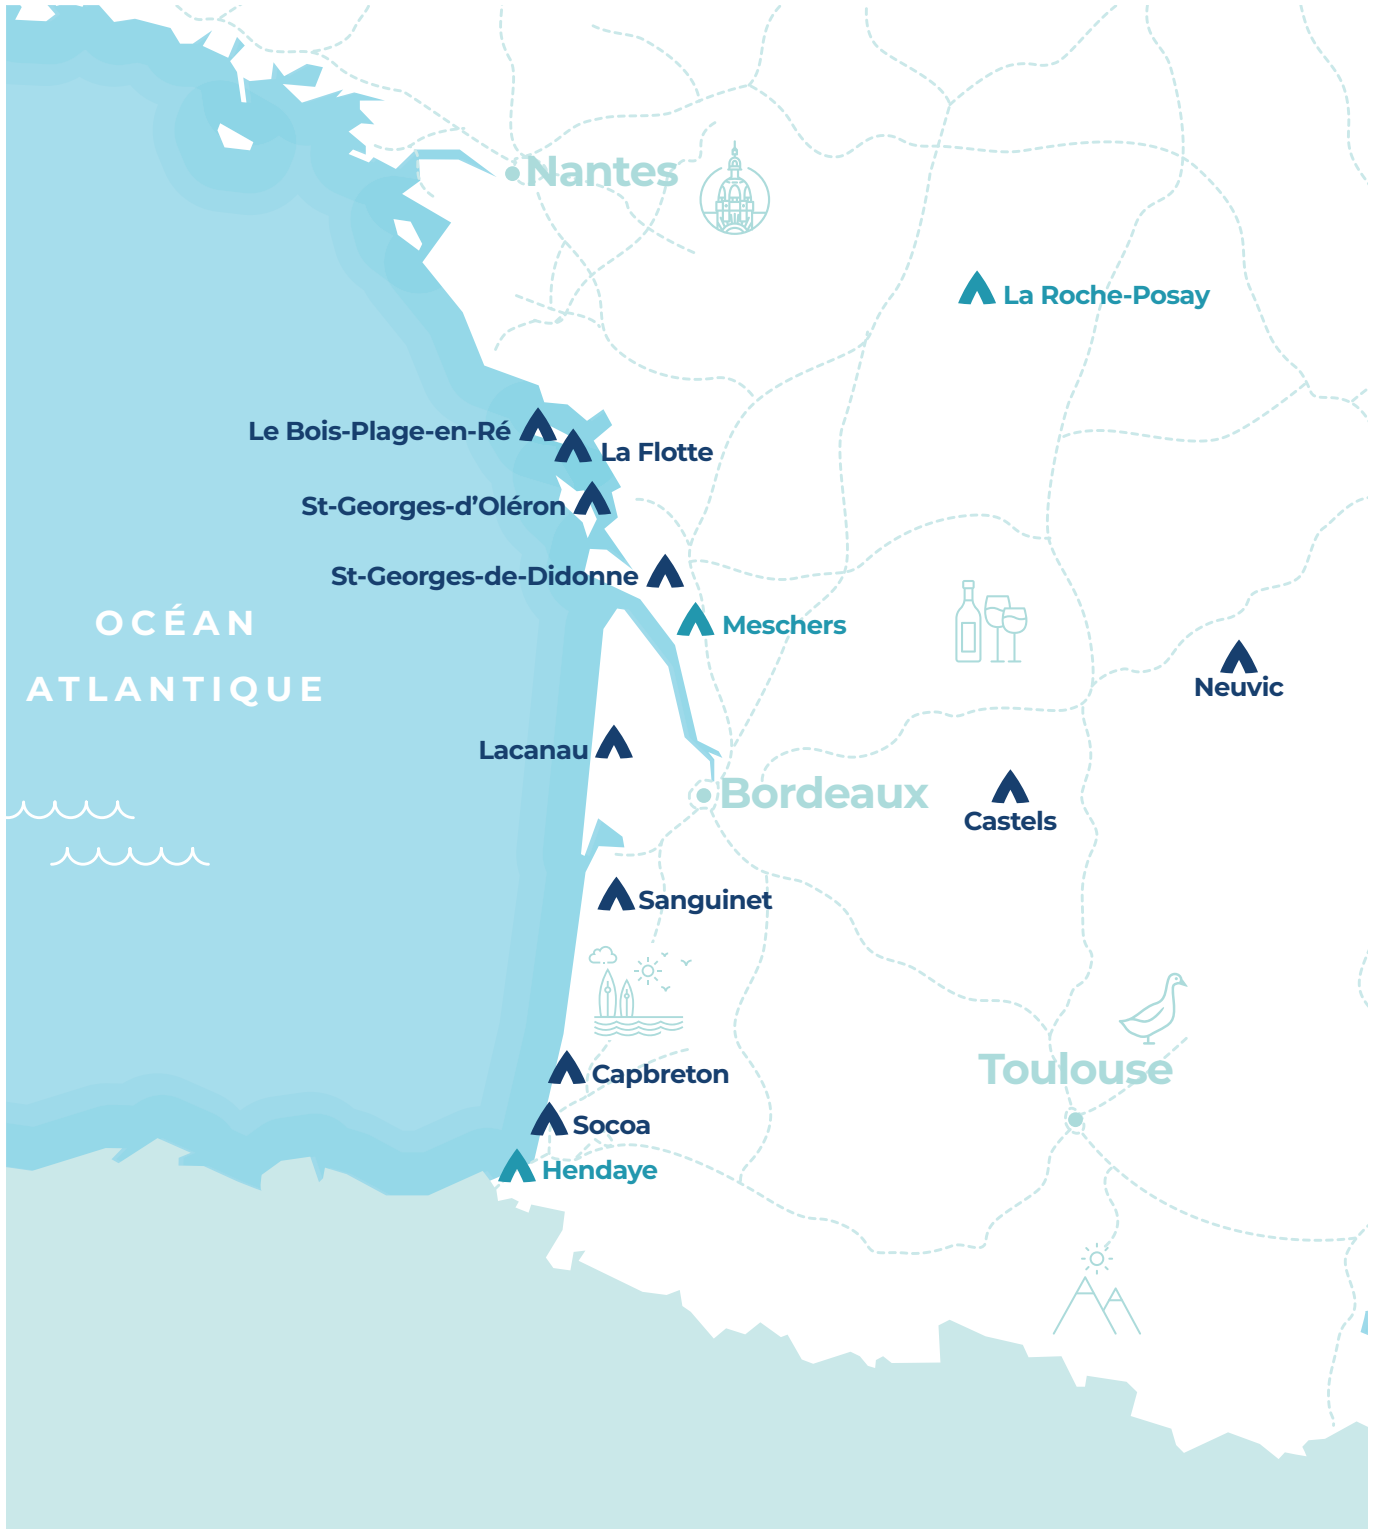 Nantes
La Roche-Posay
Le Bois-Plage-en-Ré
La Flotte
St-Georges-d’Oléron
St-Georges-de-Didonne
OCÉAN
ATLANTIQUE
Meschers
Neuvic
Lacanau
Bordeaux
Castels
Sanguinet
Capbreton
Toulouse
Socoa
Hendaye